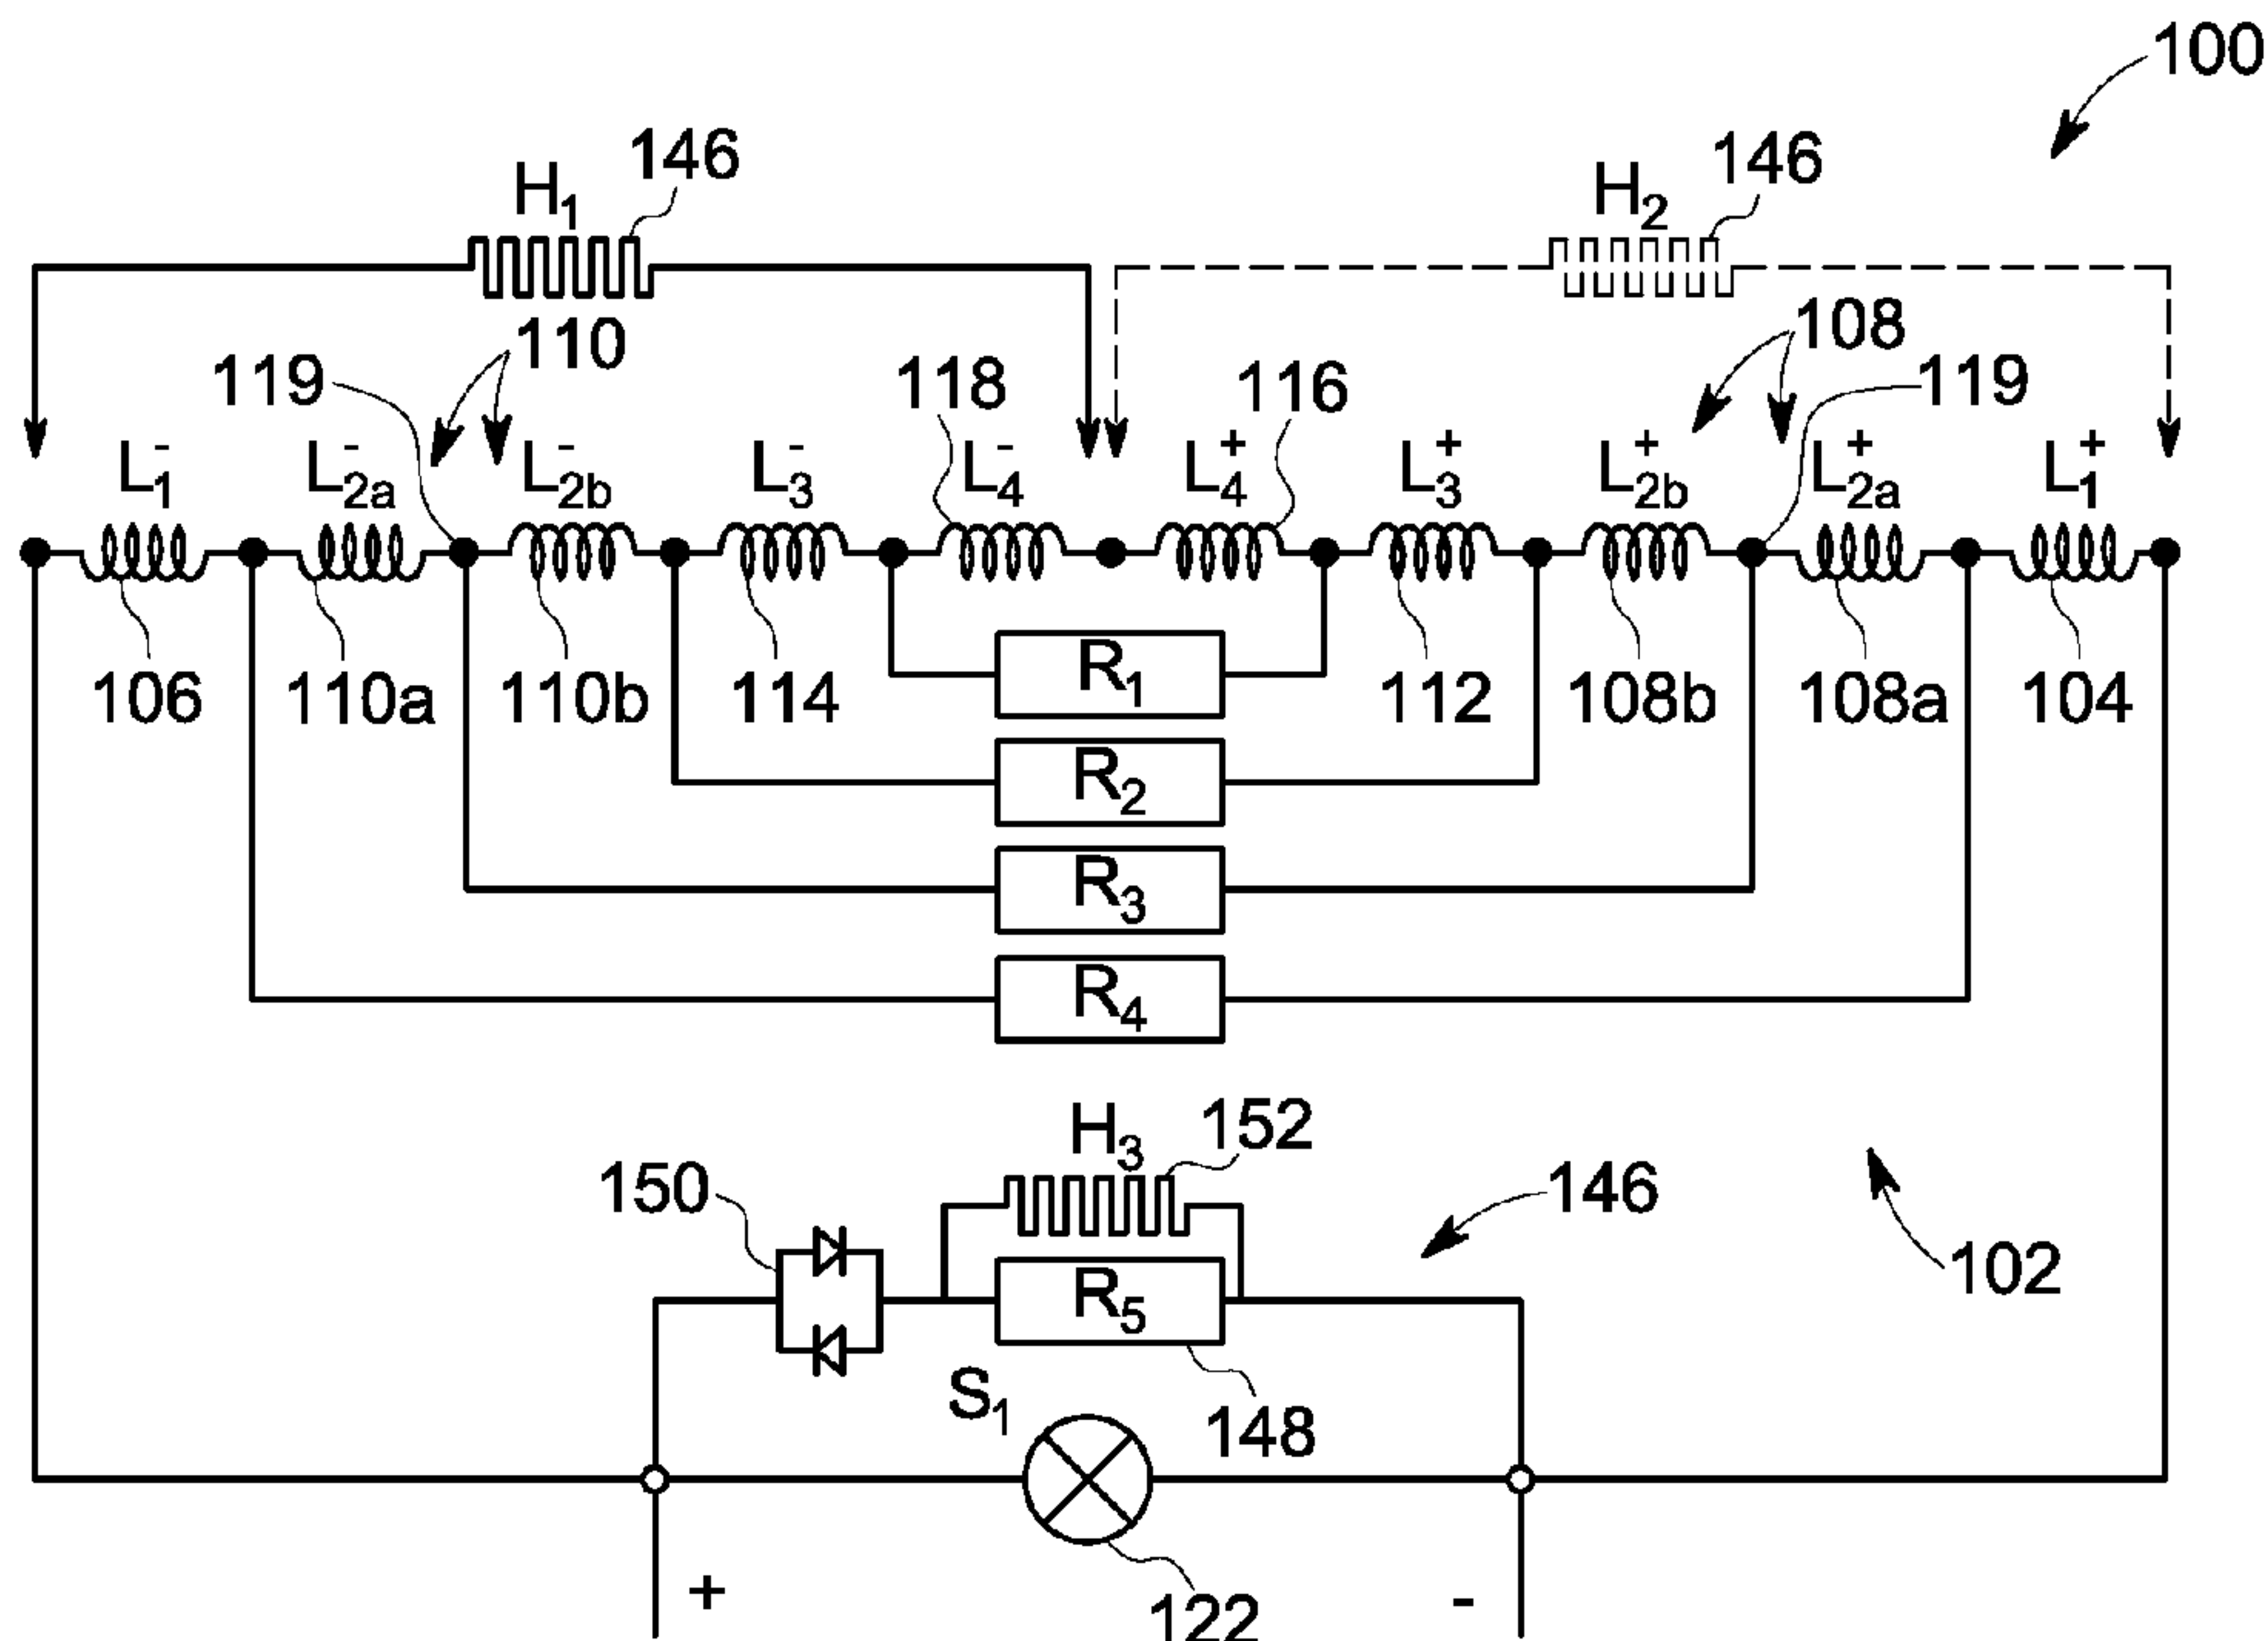 100
146
146
H₁
H₂
110
108
119
118
116
119
L₁⁻ L₂ₐ⁻ L₂b⁻ L₃⁻ L₄⁻ L₄⁺ L₃⁺ L₂b⁺ L₂ₐ⁺ L₁⁺
R₁
106 110a 110b 114 112 108b 108a 104
R₂
R₃
R₄
H₃ 152
150 146
102
R₅
S₁
148
+ -
122